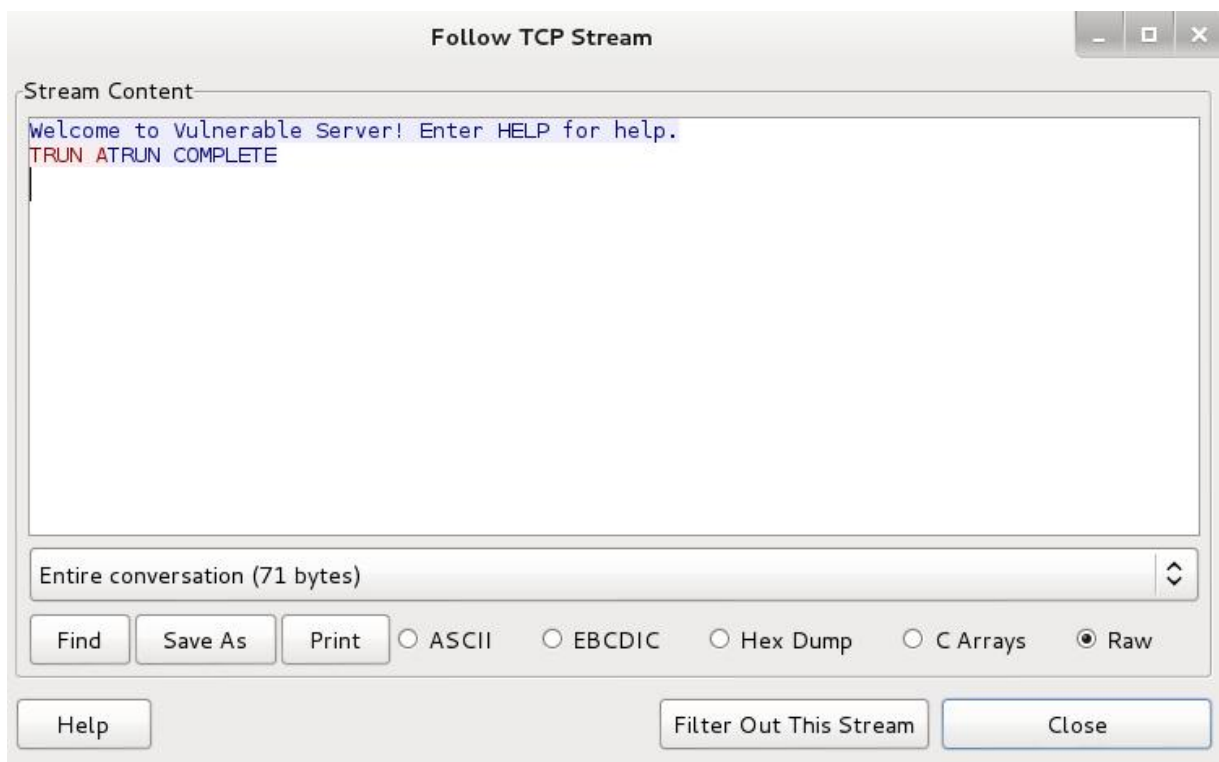 Follow TCP Stream
Stream Content
Welcome to Vulnerable Server! Enter HELP for help.
TRUN ATRUN COMPLETE
Entire conversation (71 bytes)
Find Save As Print ASCII EBCDIC Hex Dump C Arrays Raw
Help Filter Out This Stream Close